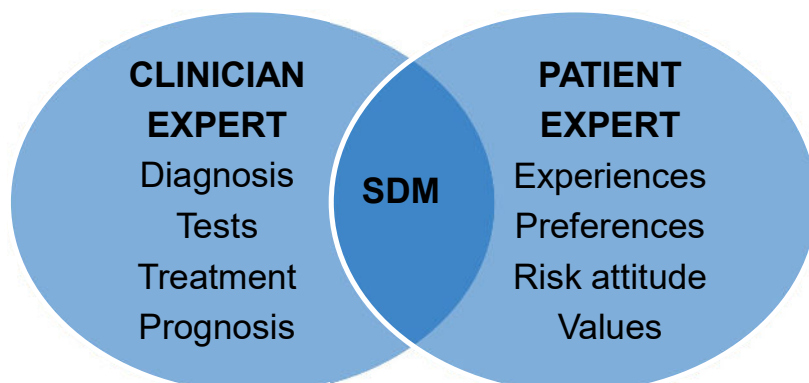 CLINICIAN
EXPERT
Diagnosis
Tests
Treatment
Prognosis
SDM
PATIENT
EXPERT
Experiences
Preferences
Risk attitude
Values